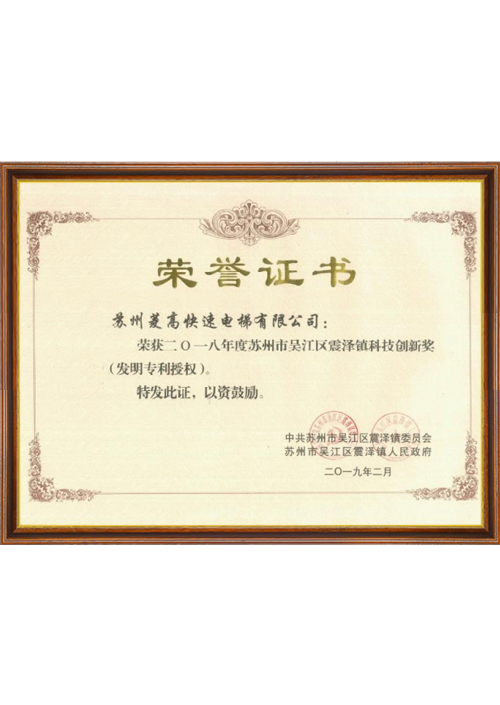 荣誉证书
苏州菱高快速电梯有限公司：
荣获二〇一八年度苏州市吴江区震泽镇科技创新奖
（发明专利授权）。
特发此证，以资鼓励。
中共苏州市吴江区震泽镇委员会
苏州市吴江区震泽镇人民政府
二〇一九年二月